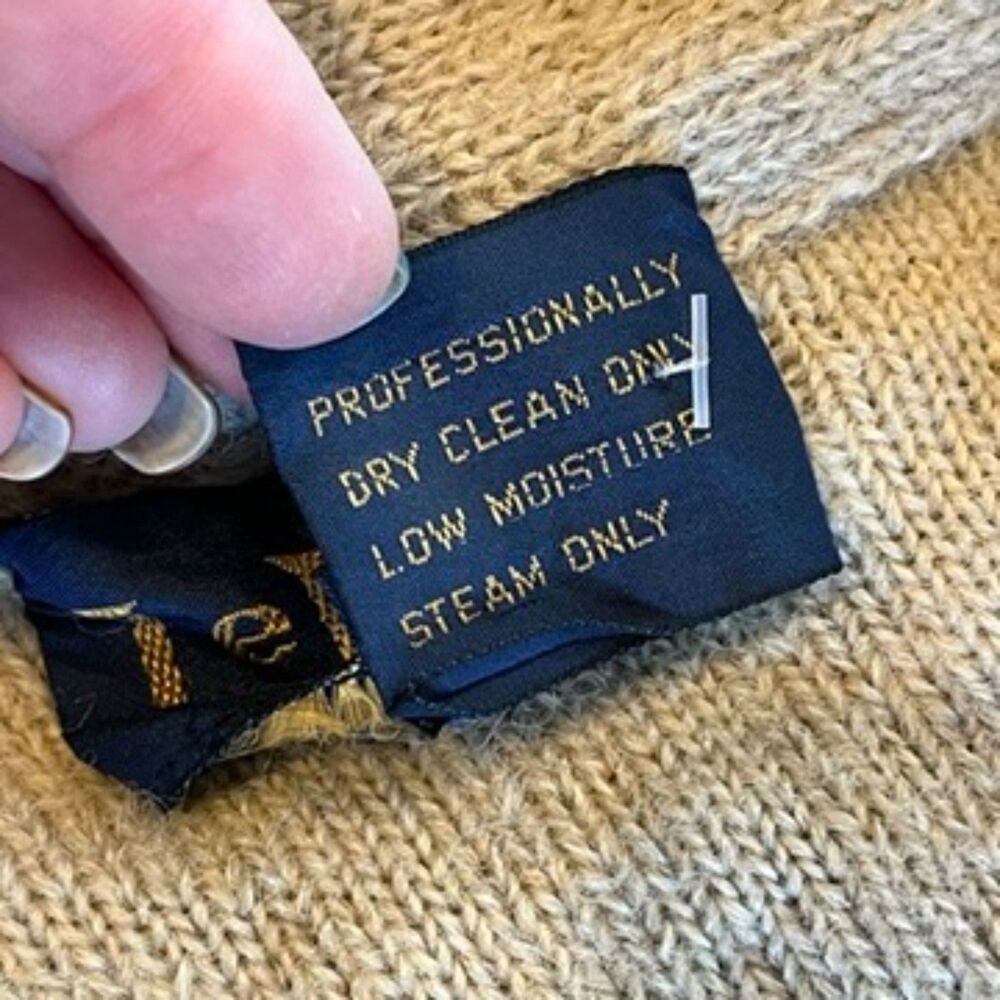 PROFESSIONALLY
DRY CLEAN ONLY
LOW MOISTURE
STEAM ONLY